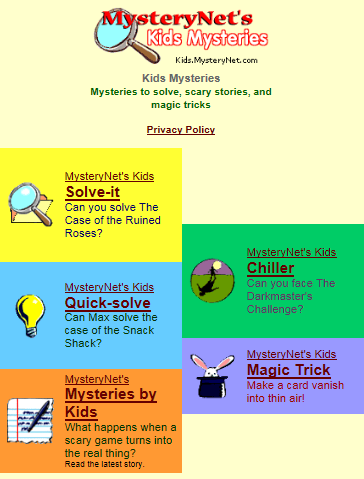 MysteryNet's
Kids Mysteries
Kids.MysteryNet.com
Kids Mysteries
Mysteries to solve, scary stories, and
magic tricks
Privacy Policy
MysteryNet's Kids
Solve-it
Can you solve The
Case of the Ruined
Roses?
MysteryNet's Kids
Chiller
Can you face The
Darkmaster's
Challenge?
MysteryNet's Kids
Quick-solve
Can Max solve the
case of the Snack
Shack?
MysteryNet's Kids
Magic Trick
Make a card vanish
into thin air!
MysteryNet's
Mysteries by
Kids
What happens when a
scary game turns into
the real thing?
Read the latest story.